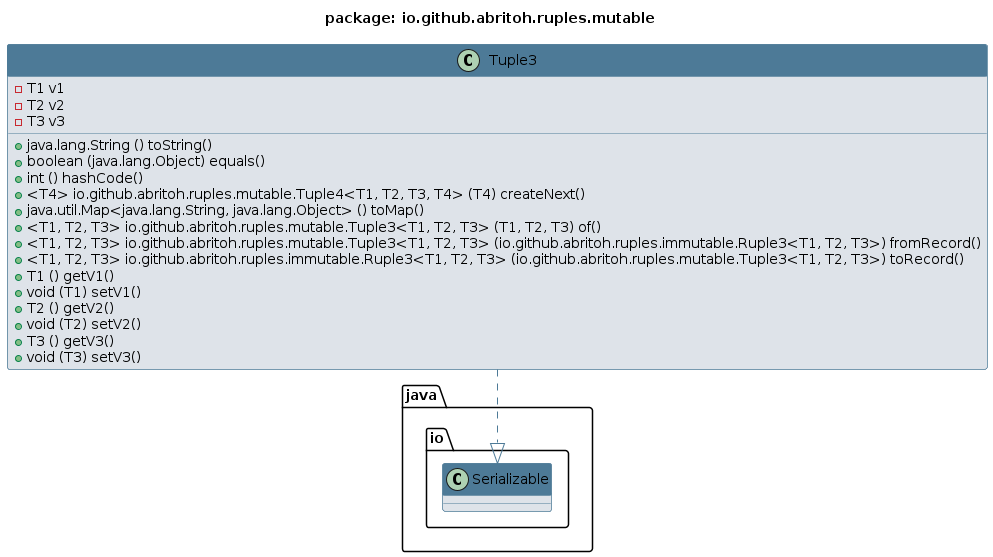 package: io.github.abritoh.ruples.mutable
C Tuple3
T1 v1
T2 v2
T3 v3
java.lang.String () toString()
boolean (java.lang.Object) equals()
int () hashCode()
<T4> io.github.abritoh.ruples.mutable.Tuple4<T1, T2, T3, T4> (T4) createNext()
java.util.Map<java.lang.String, java.lang.Object> () toMap()
<T1, T2, T3> io.github.abritoh.ruples.mutable.Tuple3<T1, T2, T3> (T1, T2, T3) of()
<T1, T2, T3> io.github.abritoh.ruples.mutable.Tuple3<T1, T2, T3> (io.github.abritoh.ruples.immutable.Ruple3<T1, T2, T3>) fromRecord()
<T1, T2, T3> io.github.abritoh.ruples.immutable.Ruple3<T1, T2, T3> (io.github.abritoh.ruples.mutable.Tuple3<T1, T2, T3>) toRecord()
T1 () getV1()
void (T1) setV1()
T2 () getV2()
void (T2) setV2()
T3 () getV3()
void (T3) setV3()
java
io
C Serializable